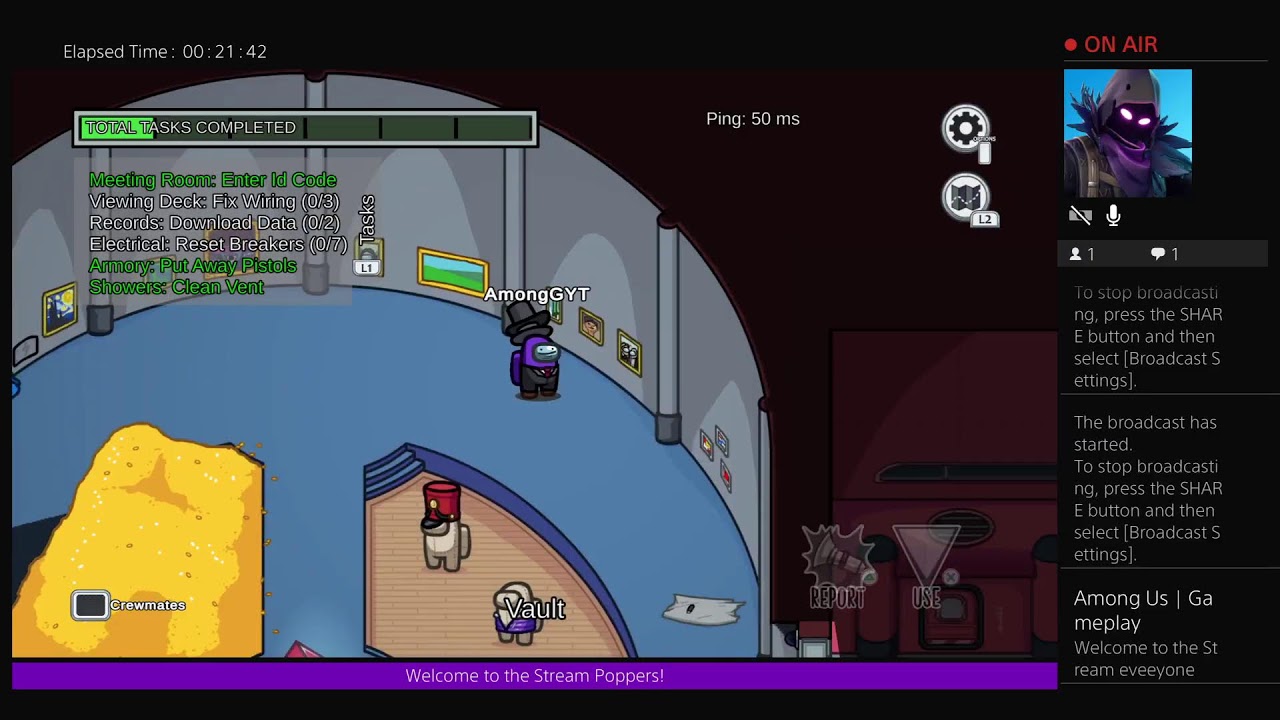 Elapsed Time: 00:21:42
ON AIR
TOTAL TASKS COMPLETED
Ping: 50 ms
OPTIONS
Meeting Room: Enter Id Code
Viewing Deck: Fix Wiring (0/3)
Records: Download Data (0/2)
Electrical: Reset Breakers (0/7)
Armory: Put Away Pistols
Showers: Clean Vent
Tasks
L1
L2
AmongGYT
Crewmates
Vault
REPORT
USE
Welcome to the Stream Poppers!
1
1
To stop broadcasti
ng, press the SHAR
E button and then
select [Broadcast S
ettings].
The broadcast has
started.
To stop broadcasti
ng, press the SHAR
E button and then
select [Broadcast S
ettings].
Among Us | Ga
meplay
Welcome to the St
ream eveeyone